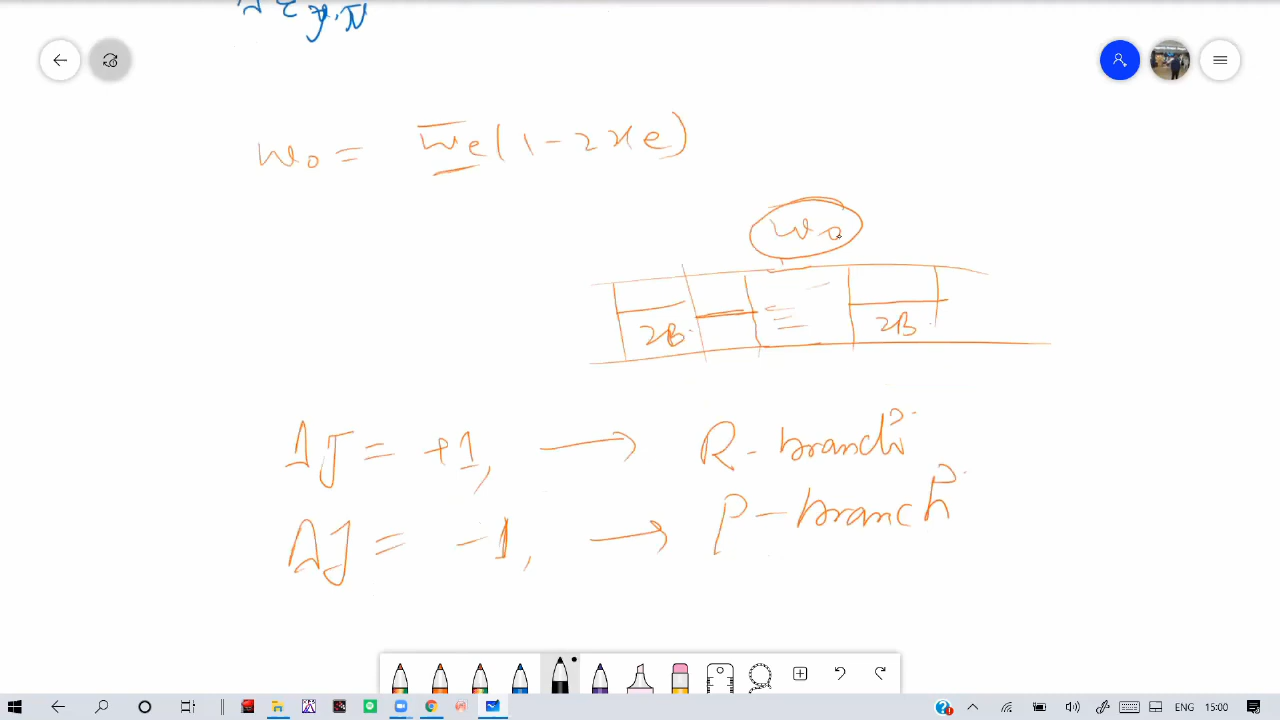 ω₀ = ω̄e(1-2xe)
ω₀
2B
2B
ΔJ = +1, → R-branch
ΔJ = -1, → P-branch
ENG
15:00